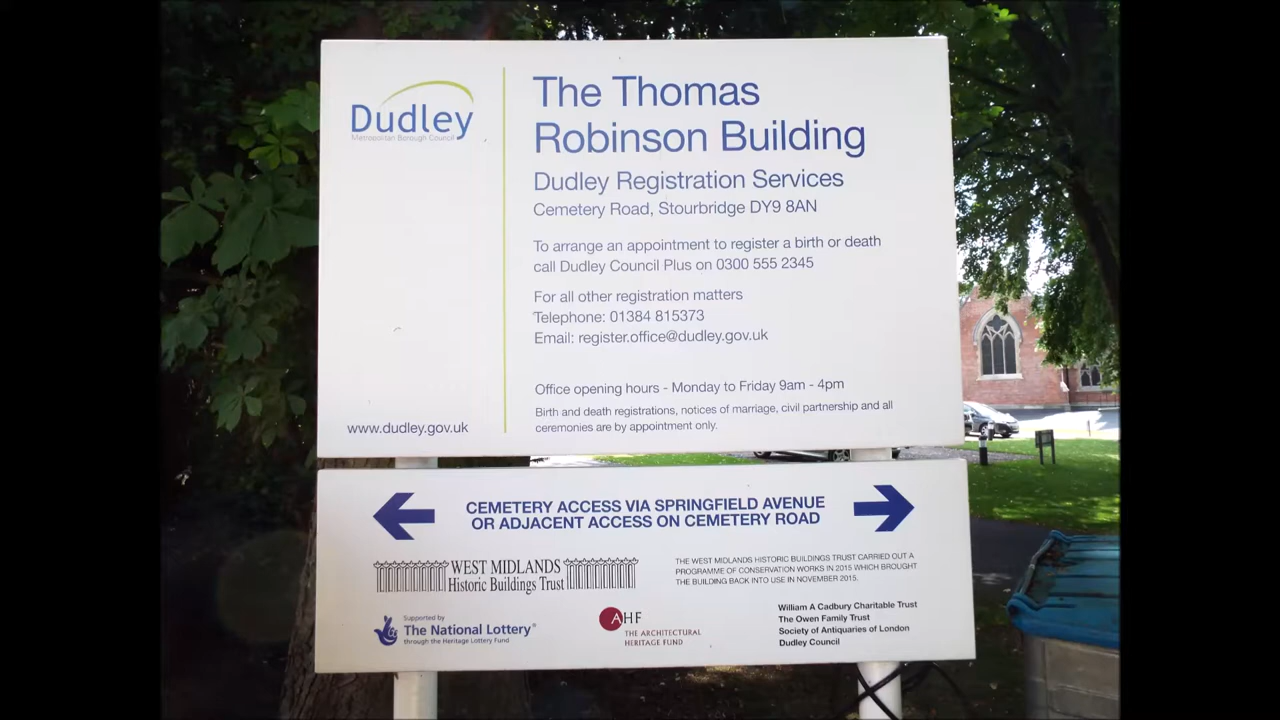 Dudley
Metropolitan Borough Council
www.dudley.gov.uk
The Thomas
Robinson Building
Dudley Registration Services
Cemetery Road, Stourbridge DY9 8AN
To arrange an appointment to register a birth or death
call Dudley Council Plus on 0300 555 2345
For all other registration matters
Telephone: 01384 815373
Email: register.office@dudley.gov.uk
Office opening hours - Monday to Friday 9am - 4pm
Birth and death registrations, notices of marriage, civil partnership and all
ceremonies are by appointment only.
CEMETERY ACCESS VIA SPRINGFIELD AVENUE
OR ADJACENT ACCESS ON CEMETERY ROAD
WEST MIDLANDS
Historic Buildings Trust
THE WEST MIDLANDS HISTORIC BUILDINGS TRUST CARRIED OUT A
PROGRAMME OF CONSERVATION WORKS IN 2015 WHICH BROUGHT
THE BUILDING BACK INTO USE IN NOVEMBER 2015.
Supported by
The National Lottery®
through the Heritage Lottery Fund
AHF
THE ARCHITECTURAL
HERITAGE FUND
William A Cadbury Charitable Trust
The Owen Family Trust
Society of Antiquaries of London
Dudley Council